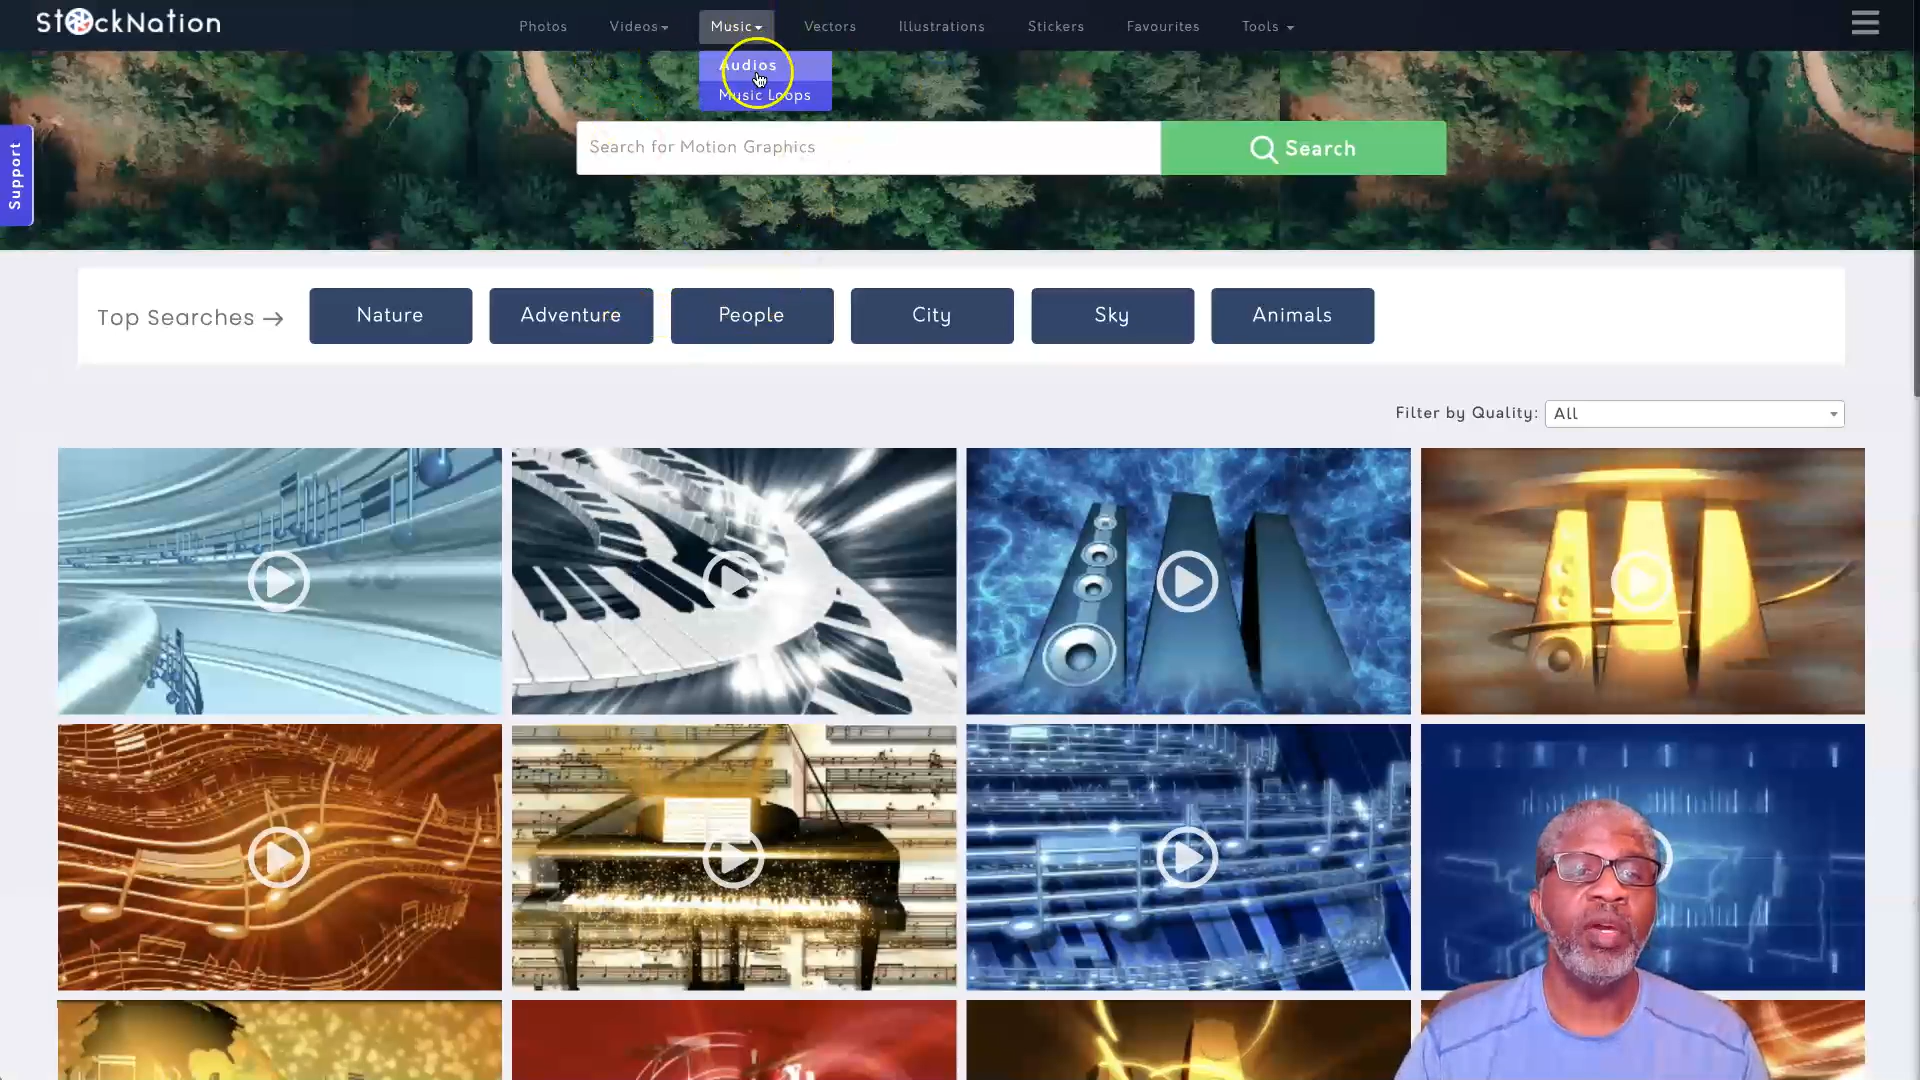 StockNation
Photos
Videos
Music
Vectors
Illustrations
Stickers
Favourites
Tools
Audios
Music Loops
Search for Motion Graphics
Search
Support
Top Searches →
Nature
Adventure
People
City
Sky
Animals
Filter by Quality: All